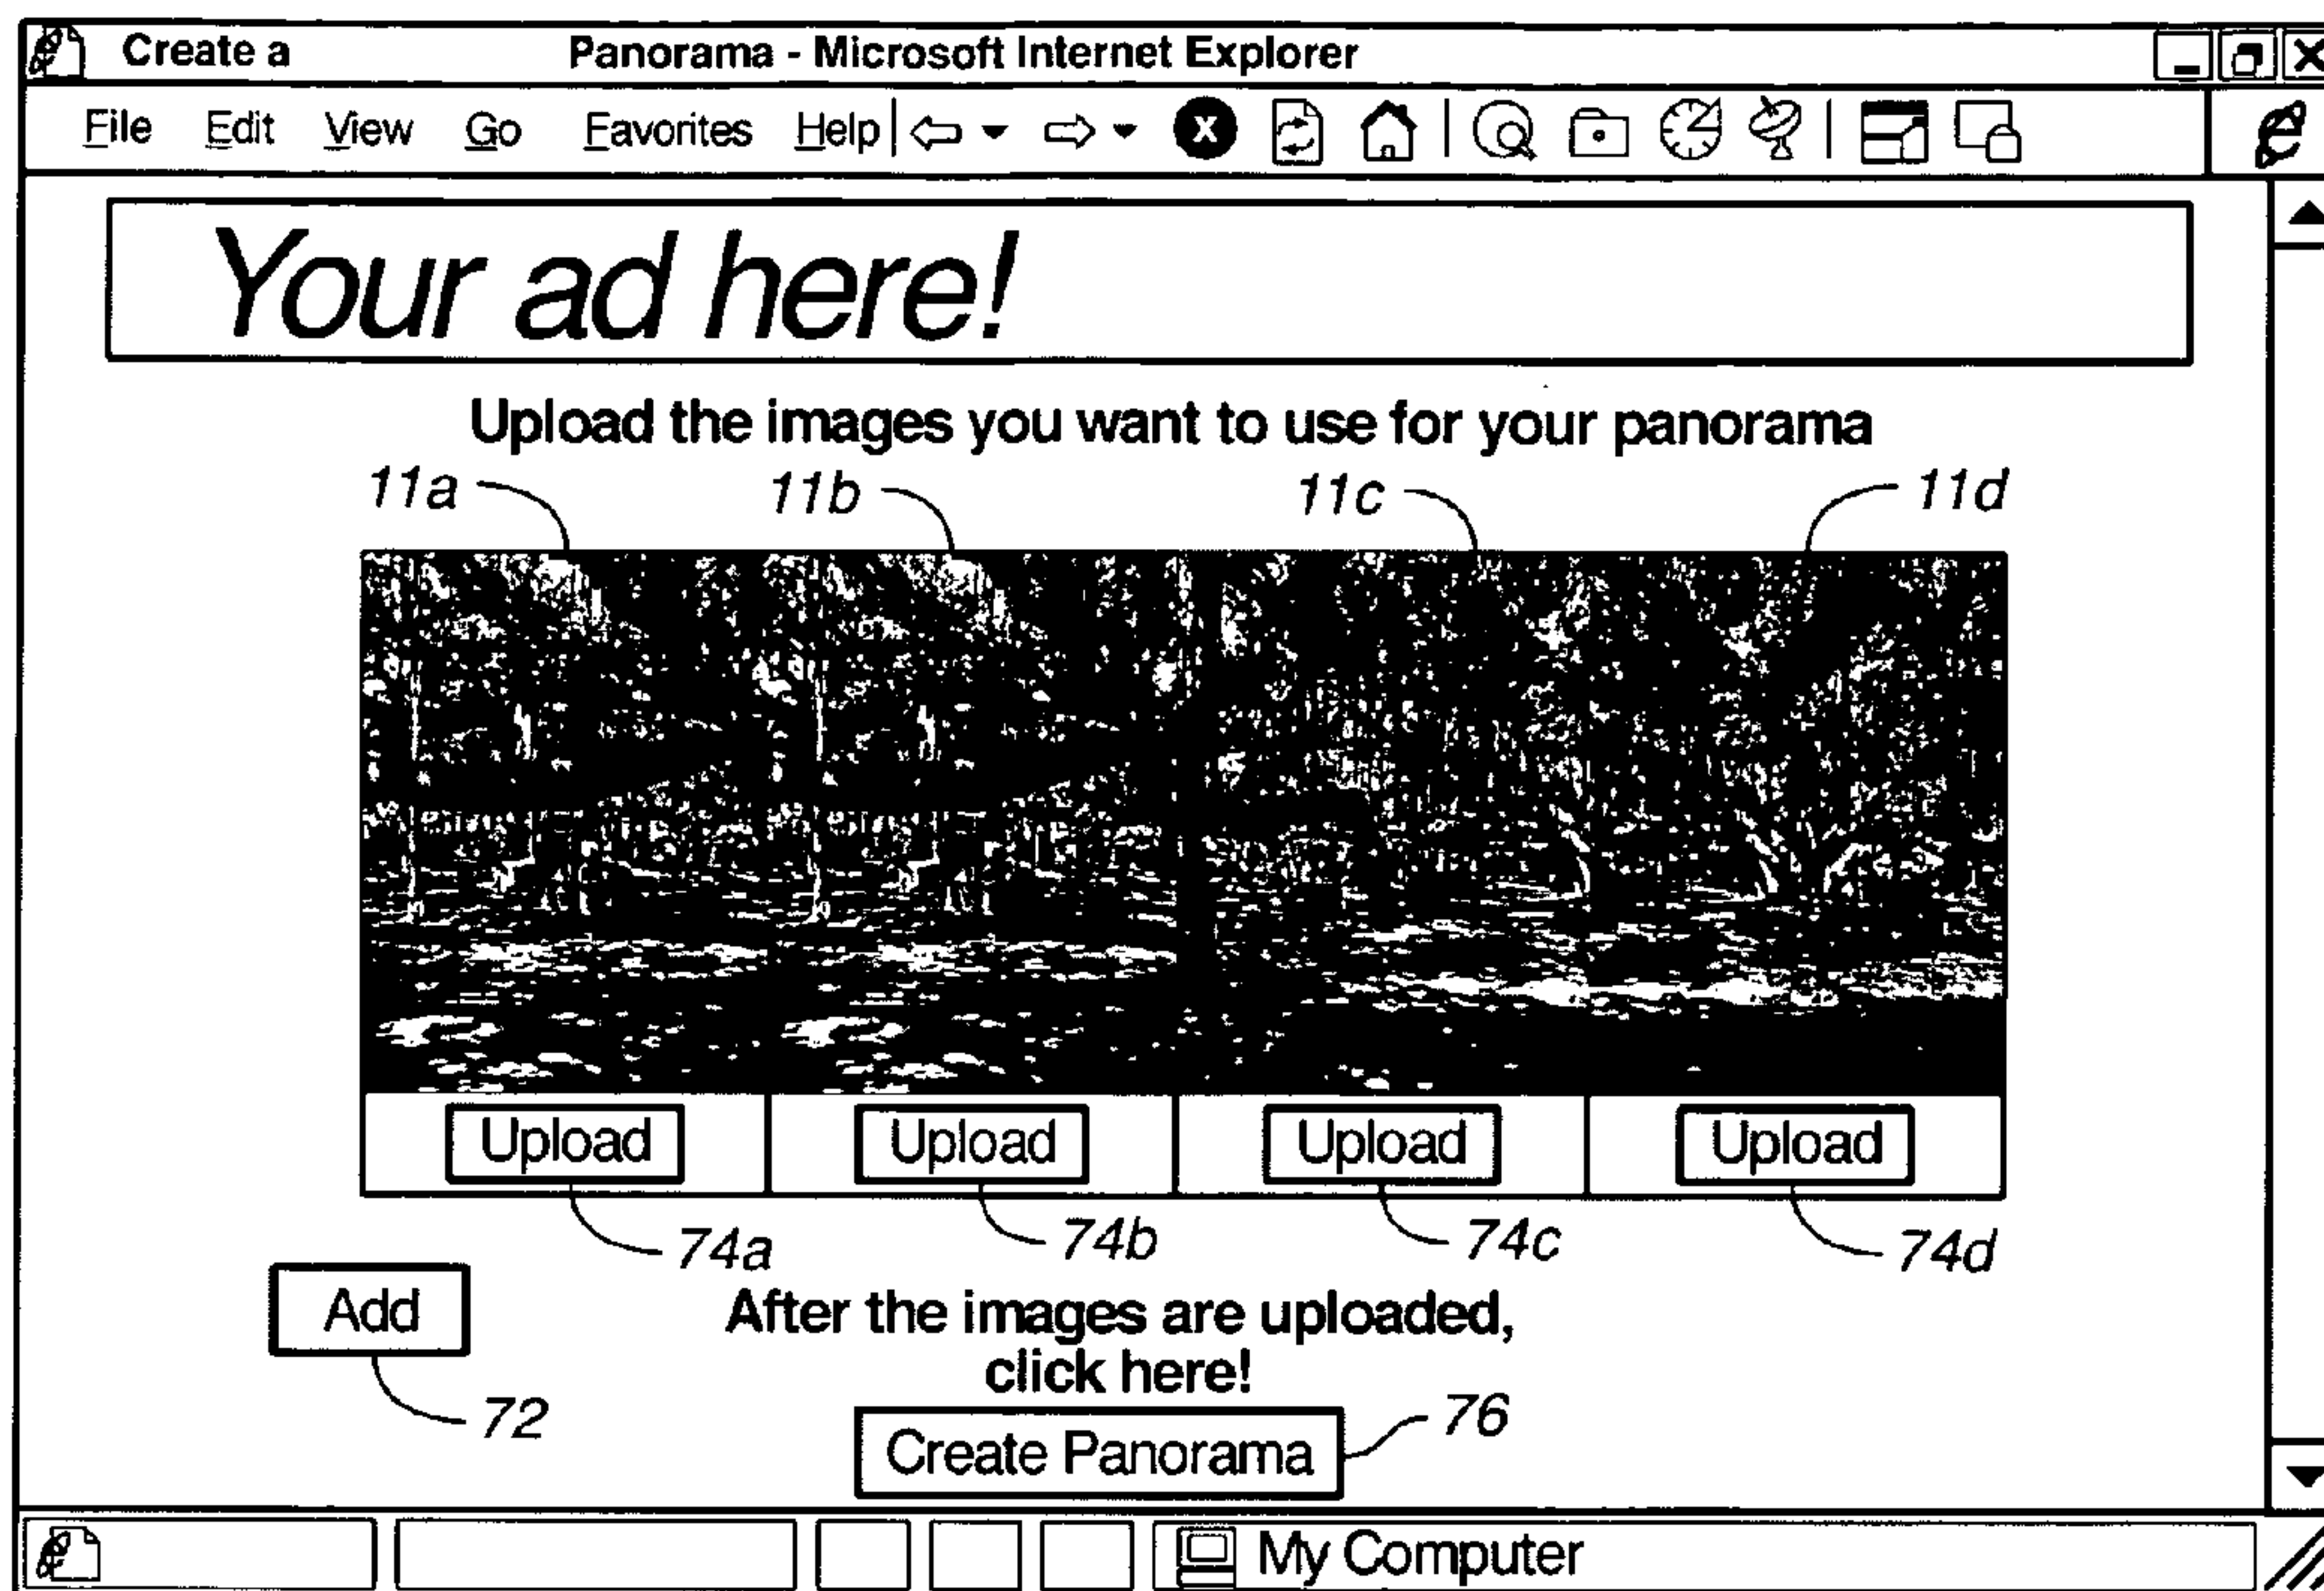 Create a Panorama - Microsoft Internet Explorer
File Edit View Go Favorites Help
Your ad here!
Upload the images you want to use for your panorama
11a 11b 11c 11d
Upload Upload Upload Upload
74a 74b 74c 74d
Add
After the images are uploaded,
click here!
72
76
Create Panorama
My Computer